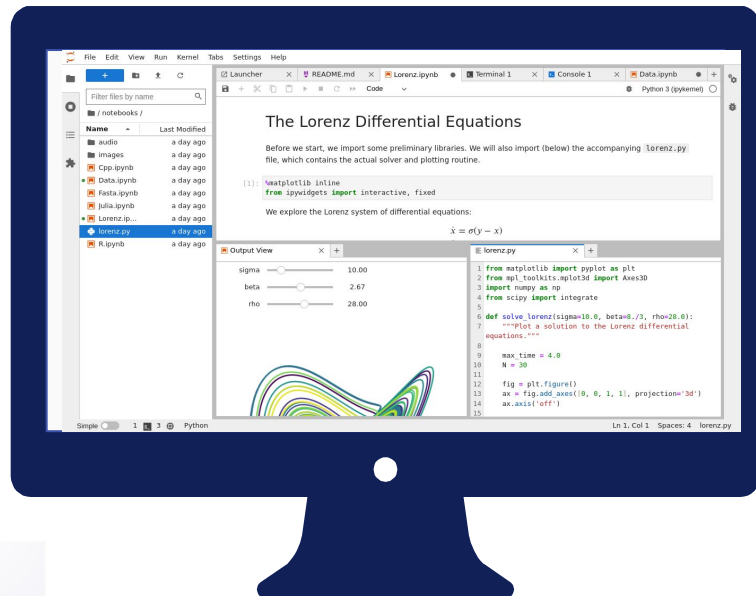 File Edit View Run Kernel Tabs Settings Help
Filter files by name
/ notebooks /
Name Last Modified
audio a day ago
images a day ago
Cpp.ipynb a day ago
Data.ipynb a day ago
Fasta.ipynb a day ago
Julia.ipynb a day ago
Lorenz.ip... a day ago
lorenz.py a day ago
R.ipynb a day ago
Launcher README.md Lorenz.ipynb Terminal 1 Console 1 Data.ipynb
Code Python 3 (ipykernel)
The Lorenz Differential Equations
Before we start, we import some preliminary libraries. We will also import (below) the accompanying lorenz.py
file, which contains the actual solver and plotting routine.
[1]: %matplotlib inline
from ipywidgets import interactive, fixed
We explore the Lorenz system of differential equations:
ẋ = σ(y − x)
Output View
sigma 10.00
beta 2.67
rho 28.00
lorenz.py
1 from matplotlib import pyplot as plt
2 from mpl_toolkits.mplot3d import Axes3D
3 import numpy as np
4 from scipy import integrate
5
6 def solve_lorenz(sigma=10.0, beta=8./3, rho=28.0):
7 """Plot a solution to the Lorenz differential
equations."""
8
9 max_time = 4.0
10 N = 30
11
12 fig = plt.figure()
13 ax = fig.add_axes([0, 0, 1, 1], projection='3d')
14 ax.axis('off')
15
Simple 1 3 Python Ln 1, Col 1 Spaces: 4 lorenz.py